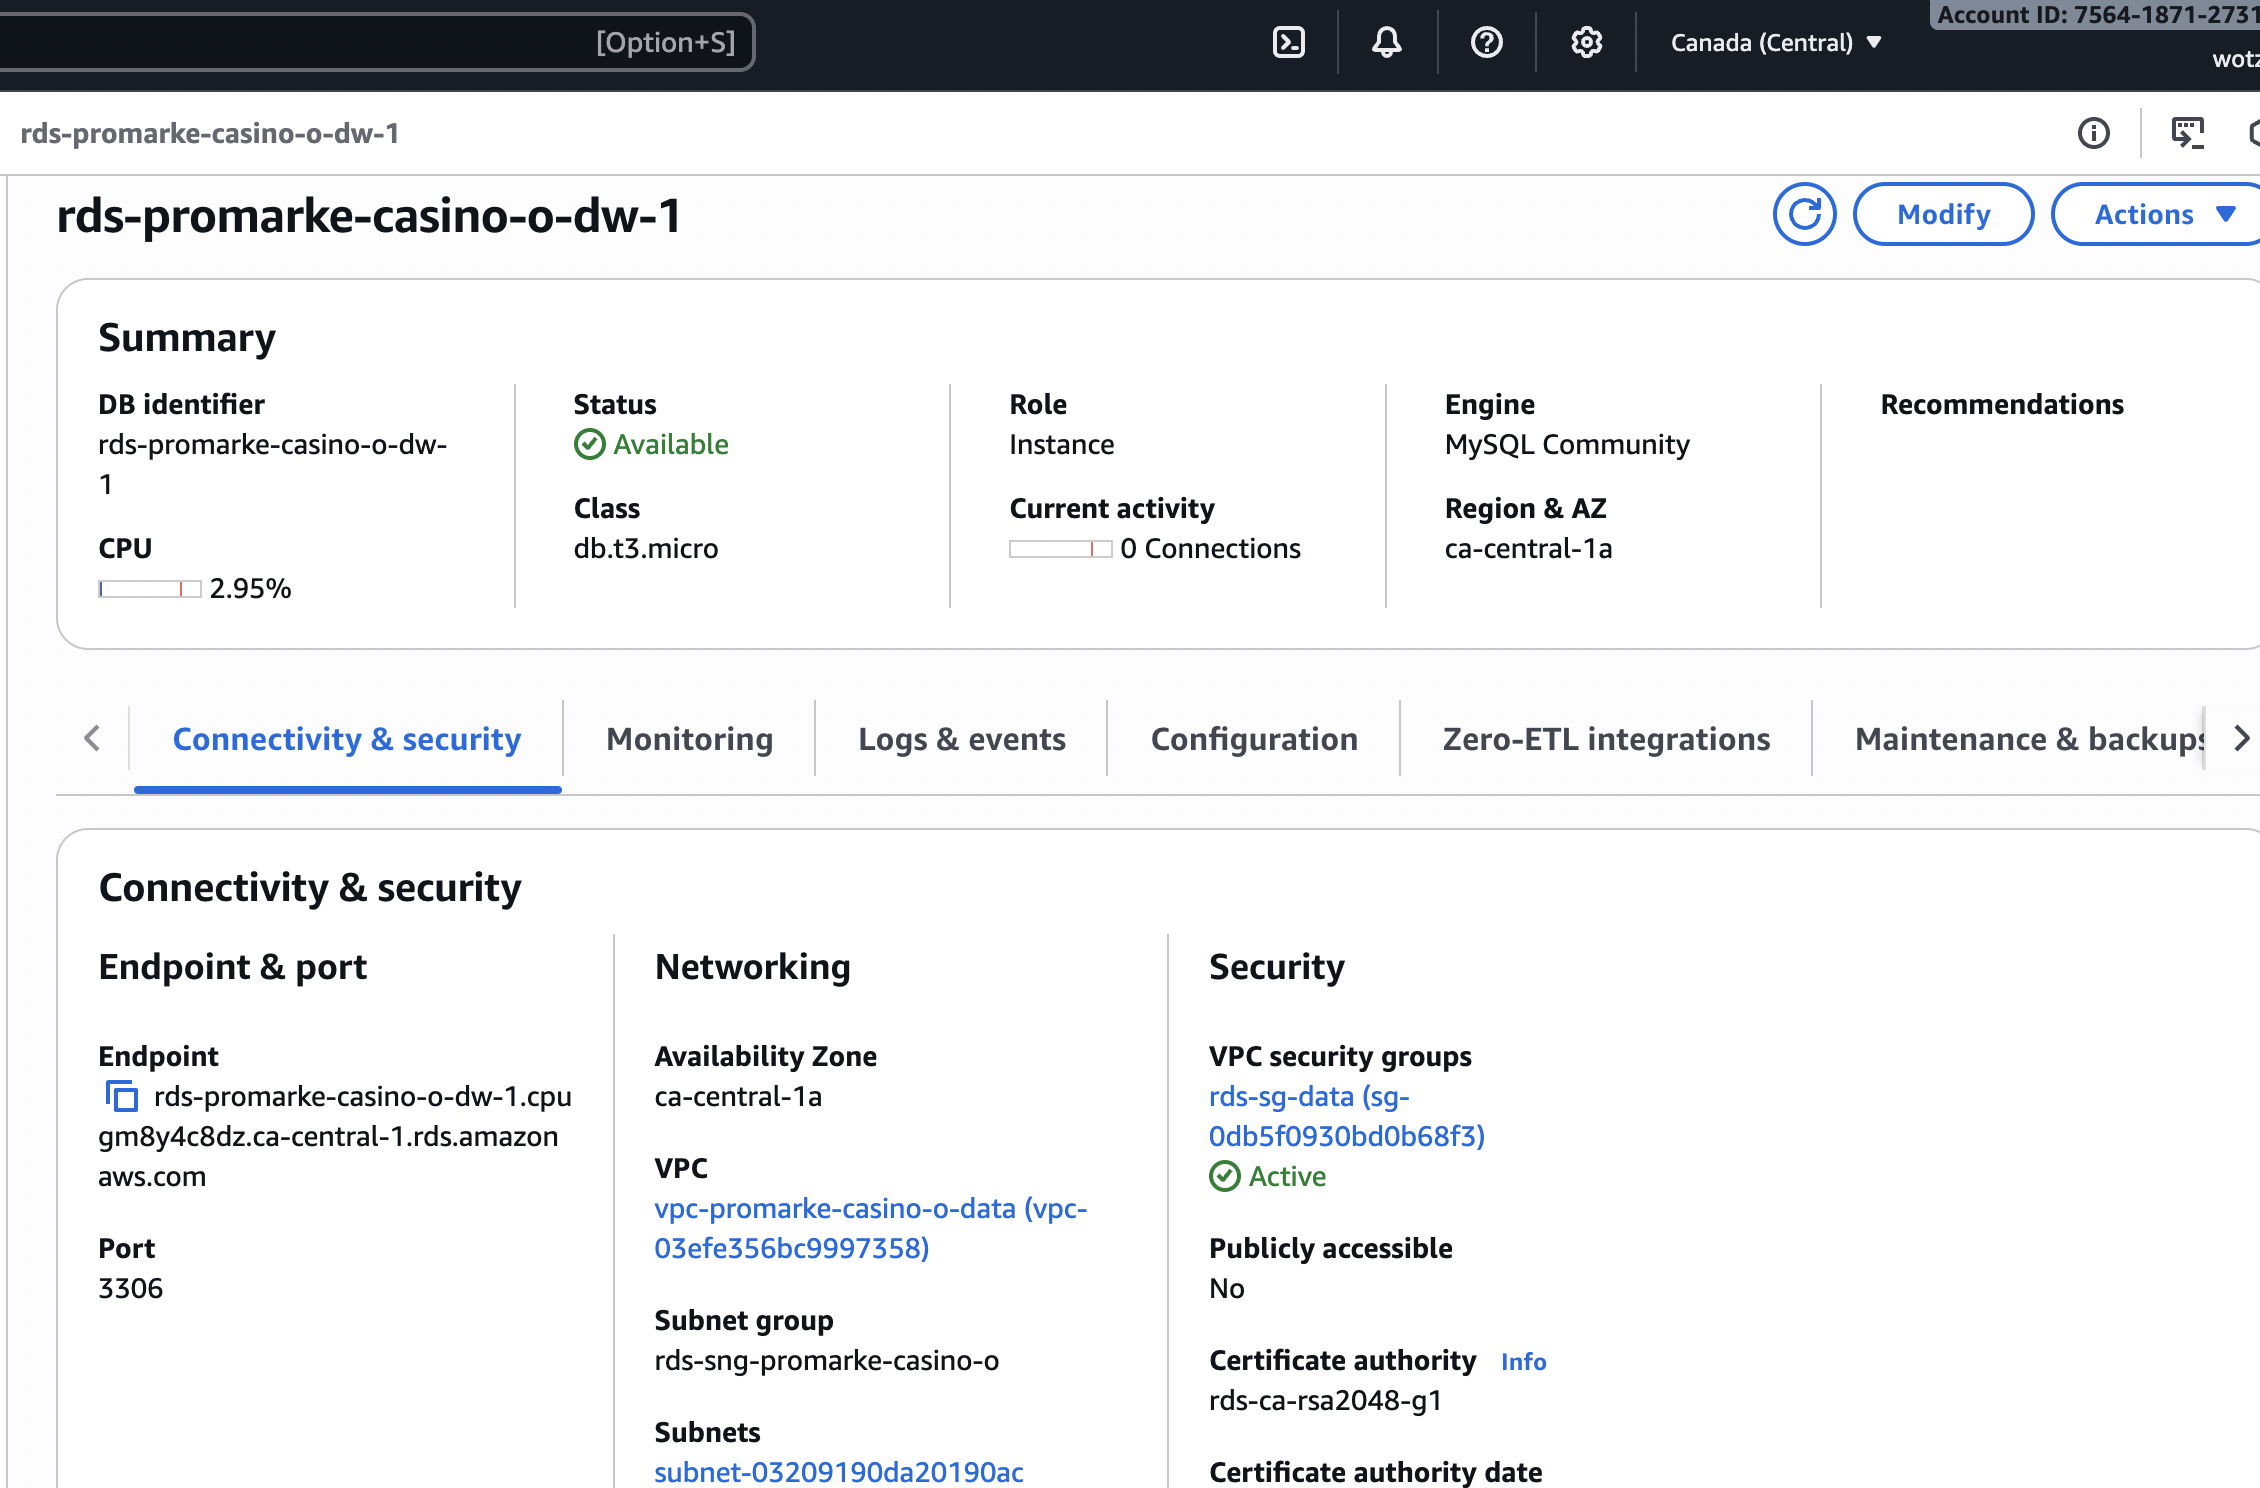 [Option+S]
Canada (Central)
Account ID: 7564-1871-2731
rds-promarke-casino-o-dw-1
rds-promarke-casino-o-dw-1
Modify
Actions
Summary
DB identifier
rds-promarke-casino-o-dw-
1
CPU
2.95%
Status
Available
Class
db.t3.micro
Role
Instance
Current activity
0 Connections
Engine
MySQL Community
Region & AZ
ca-central-1a
Recommendations
Connectivity & security
Monitoring
Logs & events
Configuration
Zero-ETL integrations
Maintenance & backups
Connectivity & security
Endpoint & port
Endpoint
rds-promarke-casino-o-dw-1.cpu
gm8y4c8dz.ca-central-1.rds.amazon
aws.com
Port
3306
Networking
Availability Zone
ca-central-1a
VPC
vpc-promarke-casino-o-data (vpc-
03efe356bc9997358)
Subnet group
rds-sng-promarke-casino-o
Subnets
subnet-03209190da20190ac
Security
VPC security groups
rds-sg-data (sg-
0db5f0930bd0b68f3)
Active
Publicly accessible
No
Certificate authority Info
rds-ca-rsa2048-g1
Certificate authority date